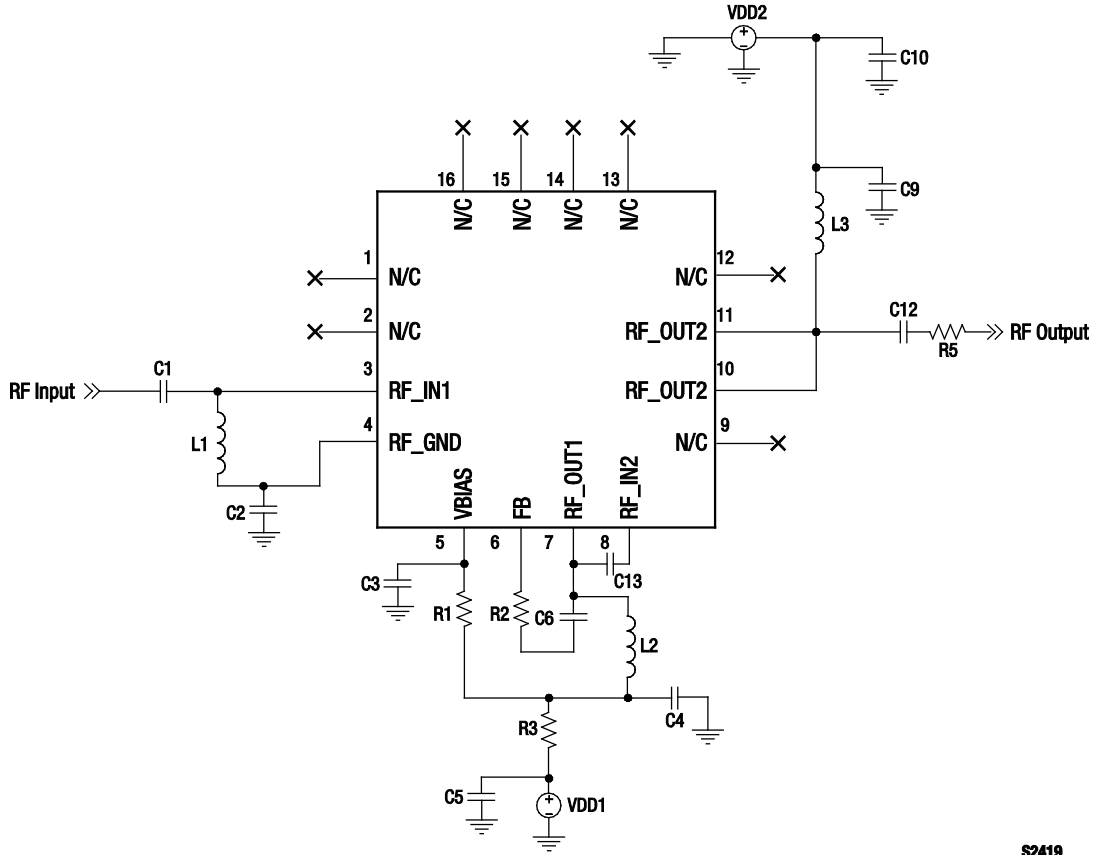 VDD2
+
–
C10
16
15
14
13
N/C
N/C
N/C
N/C
C9
L3
1
N/C
12
N/C
2
N/C
11
RF_OUT2
C12
R5
RF Output
RF Input
C1
3
RF_IN1
10
RF_OUT2
L1
4
RF_GND
9
N/C
C2
VBIAS
FB
RF_OUT1
RF_IN2
5
6
7
8
C3
R1
R2
C6
C13
L2
R3
C4
C5
+
–
VDD1
S2419